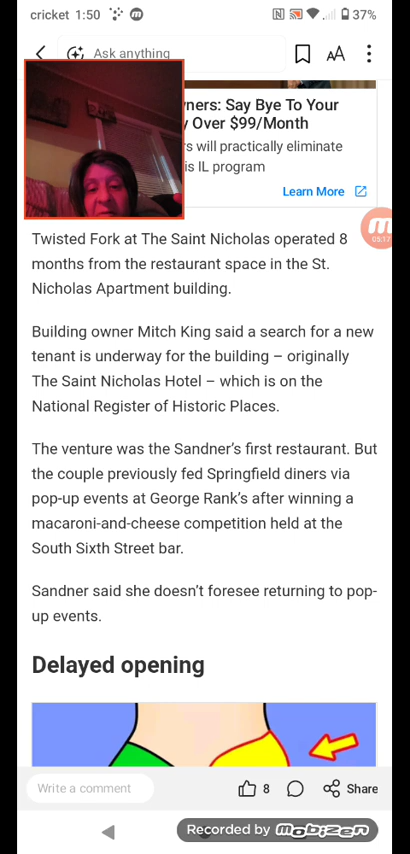 cricket 1:50
37%
Ask anything
AA
wners: Say Bye To Your
y Over $99/Month
rs will practically eliminate
is IL program
Learn More
03:17
Twisted Fork at The Saint Nicholas operated 8
months from the restaurant space in the St.
Nicholas Apartment building.
Building owner Mitch King said a search for a new
tenant is underway for the building – originally
The Saint Nicholas Hotel – which is on the
National Register of Historic Places.
The venture was the Sandner’s first restaurant. But
the couple previously fed Springfield diners via
pop-up events at George Rank’s after winning a
macaroni-and-cheese competition held at the
South Sixth Street bar.
Sandner said she doesn’t foresee returning to pop-
up events.
Delayed opening
Write a comment
8
Share
Recorded by mobizen